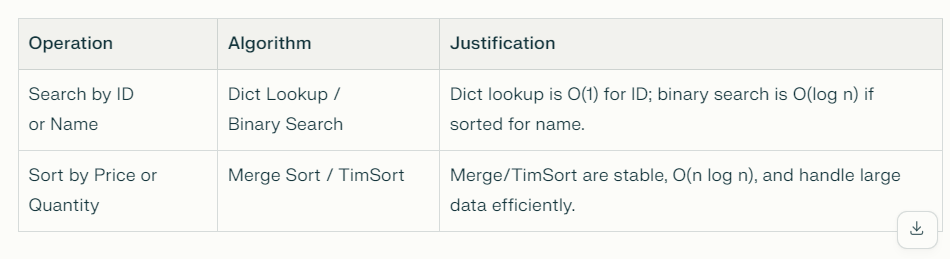 Operation Algorithm Justification
Search by ID
or Name
Dict Lookup /
Binary Search
Dict lookup is O(1) for ID; binary search is O(log n) if
sorted for name.
Sort by Price or
Quantity
Merge Sort / TimSort
Merge/TimSort are stable, O(n log n), and handle large
data efficiently.